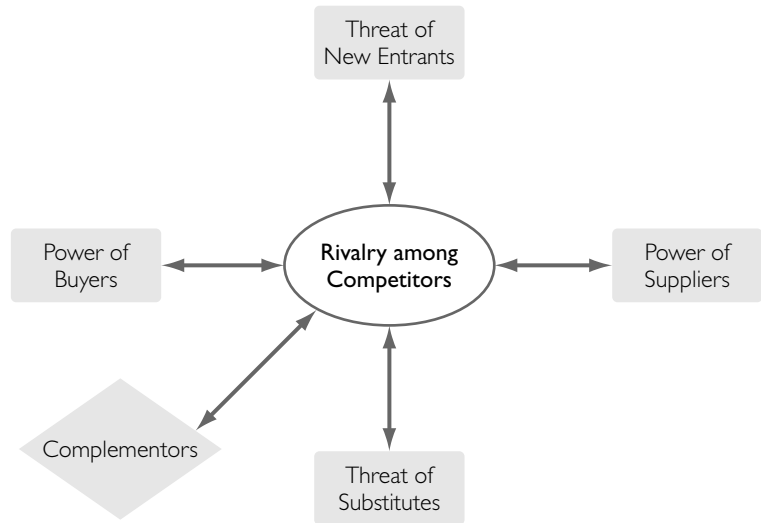 Threat of
New Entrants
Power of
Buyers
Rivalry among
Competitors
Power of
Suppliers
Complementors
Threat of
Substitutes